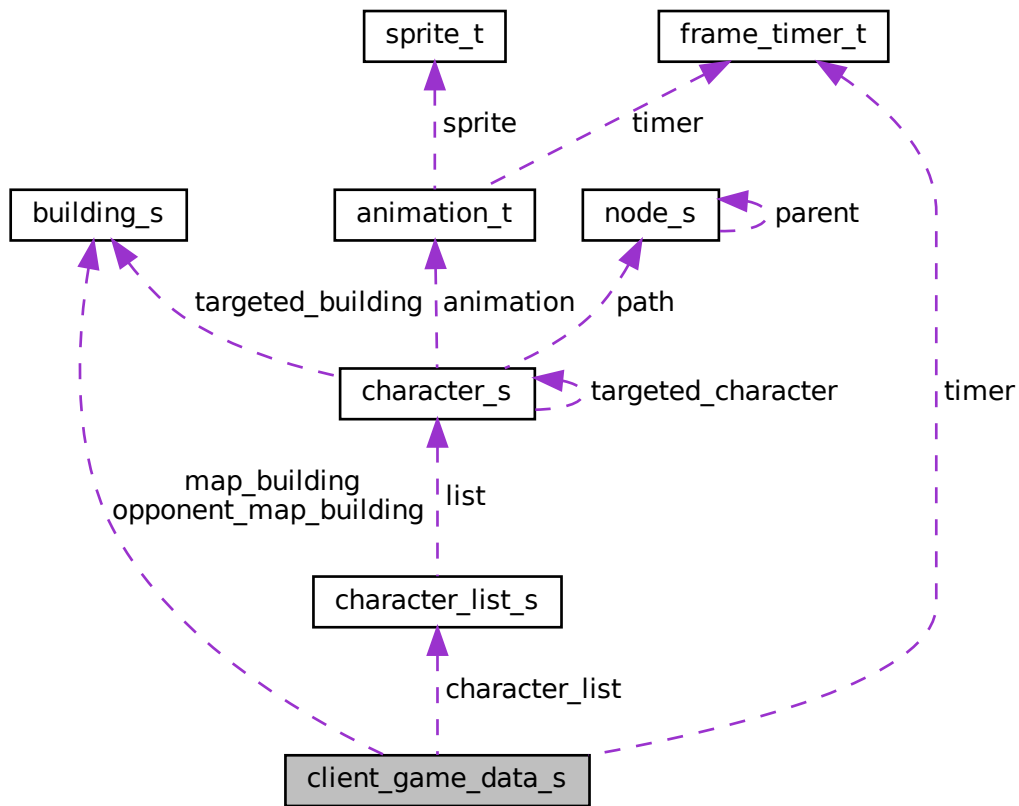 sprite_t
frame_timer_t
sprite
timer
building_s
animation_t
node_s
parent
targeted_building
animation
path
character_s
targeted_character
timer
map_building
opponent_map_building
list
character_list_s
character_list
client_game_data_s